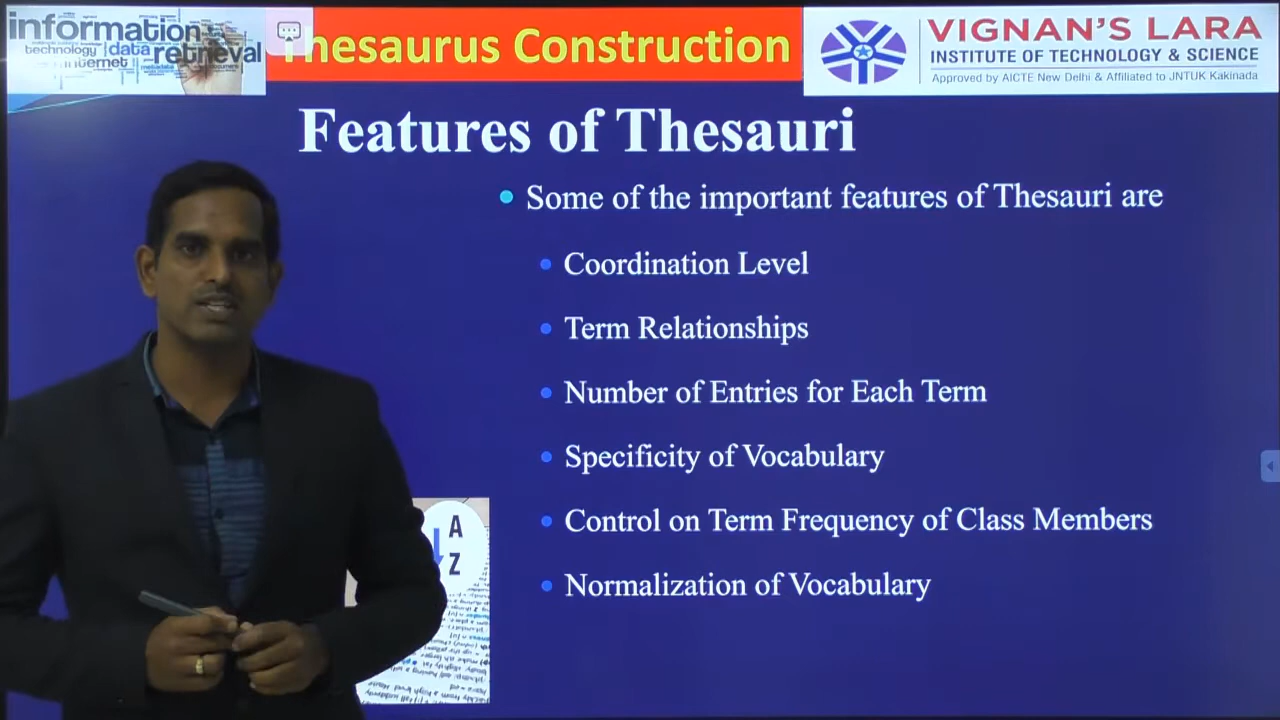 information
technology data retrieval
internet
Thesaurus Construction
VIGNAN'S LARA
INSTITUTE OF TECHNOLOGY & SCIENCE
Approved by AICTE New Delhi & Affiliated to JNTUK Kakinada
Features of Thesauri
Some of the important features of Thesauri are
Coordination Level
Term Relationships
Number of Entries for Each Term
Specificity of Vocabulary
Control on Term Frequency of Class Members
Normalization of Vocabulary
A
Z